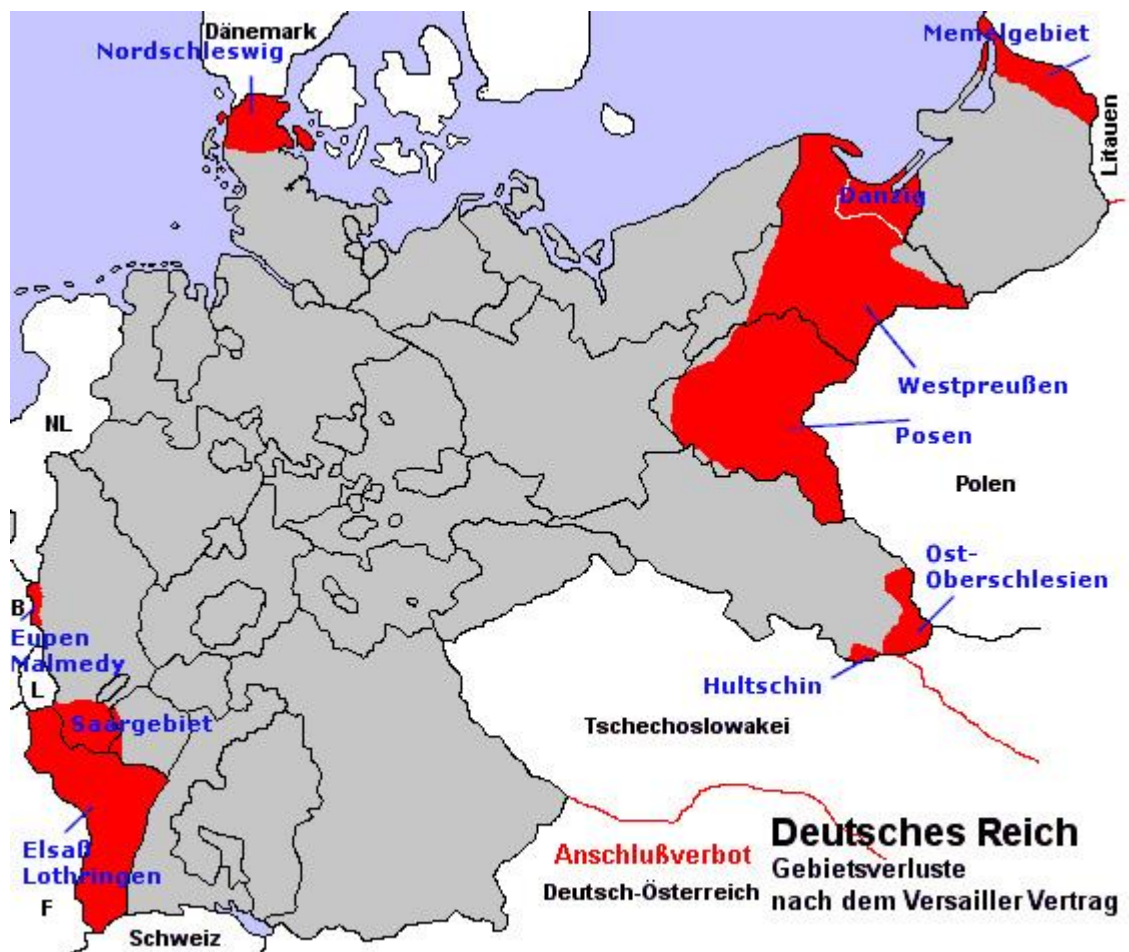 Dänemark
Nordschleswig
Memelgebiet
Litauen
Danzig
Westpreußen
NL
Posen
Polen
Ost-
Oberschlesien
B
Eupen
Malmedy
L
Hultschin
Saargebiet
Tschechoslowakei
Elsaß
Lothringen
F
Schweiz
Anschlußverbot
Deutsch-Österreich
Deutsches Reich
Gebietsverluste
nach dem Versailler Vertrag